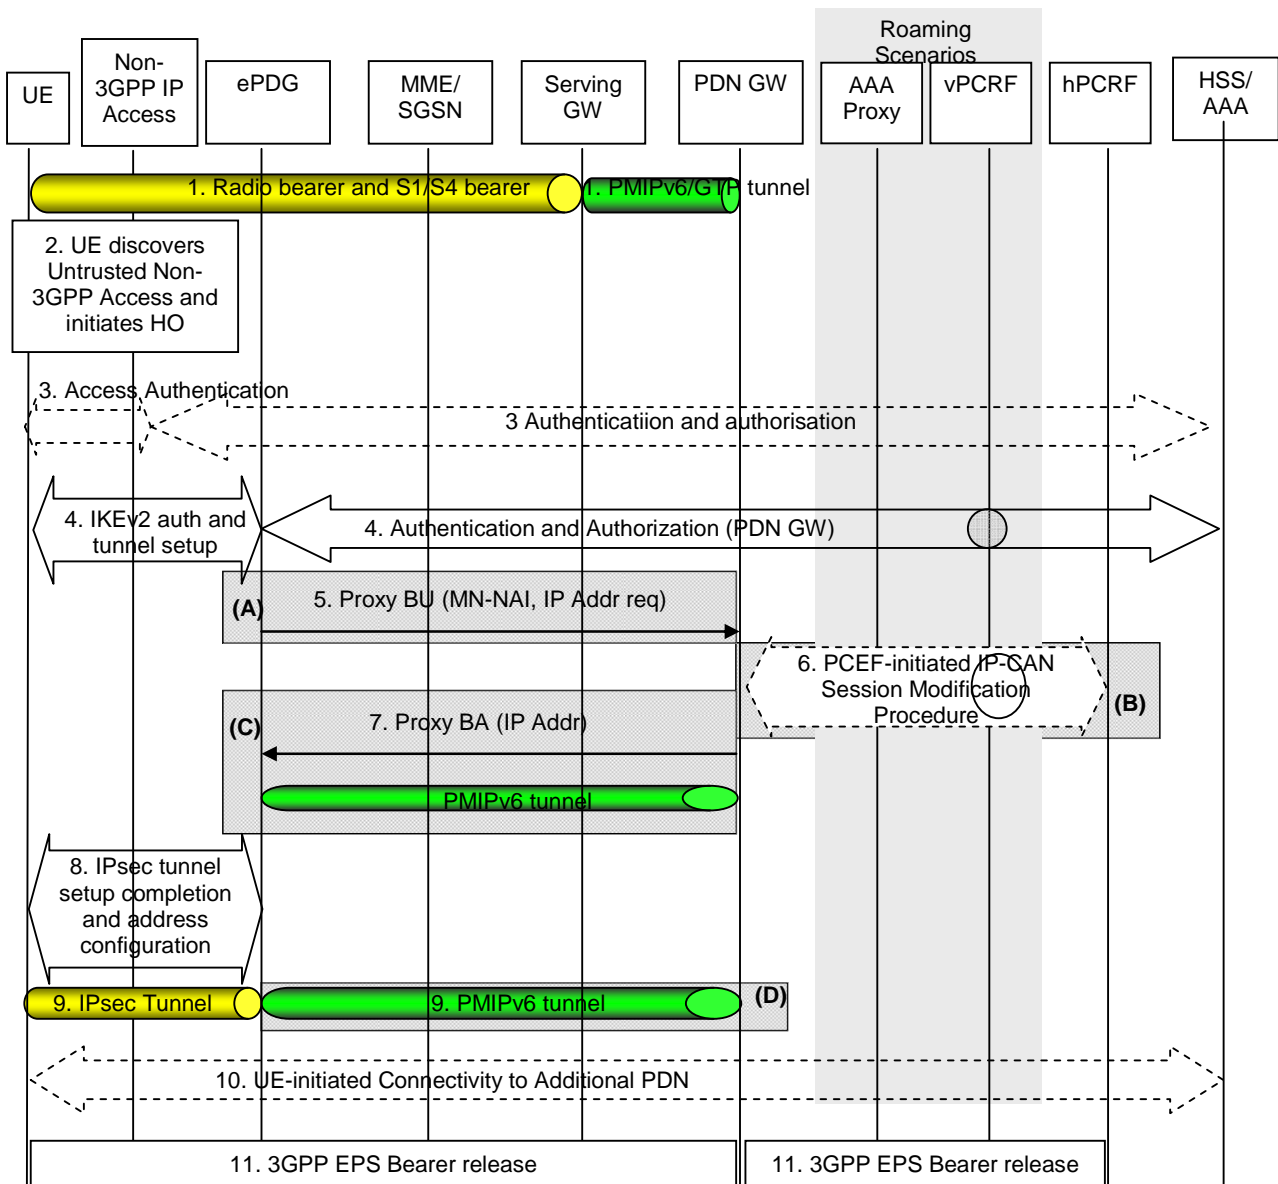 Roaming
Scenarios
UE
Non-
3GPP IP
Access
ePDG
MME/
SGSN
Serving
GW
PDN GW
AAA
Proxy
vPCRF
hPCRF
HSS/
AAA
1. Radio bearer and S1/S4 bearer
1. PMIPv6/GTP tunnel
2. UE discovers
Untrusted Non-
3GPP Access and
initiates HO
3. Access Authentication
3 Authenticatiion and authorisation
4. IKEv2 auth and
tunnel setup
4. Authentication and Authorization (PDN GW)
(A)
5. Proxy BU (MN-NAI, IP Addr req)
6. PCEF-initiated IP-CAN
Session Modification
Procedure
(B)
(C)
7. Proxy BA (IP Addr)
PMIPv6 tunnel
8. IPsec tunnel
setup completion
and address
configuration
9. IPsec Tunnel
9. PMIPv6 tunnel
(D)
10. UE-initiated Connectivity to Additional PDN
11. 3GPP EPS Bearer release
11. 3GPP EPS Bearer release